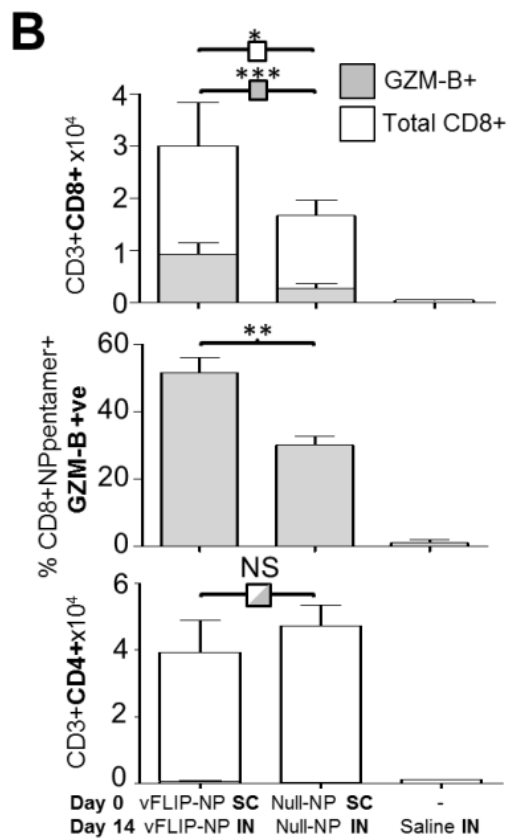 B
*
***
GZM-B+
Total CD8+
CD3+CD8+ x10⁴
4
3
2
1
0
**
% CD8+NPpentamer+
GZM-B +ve
60
40
20
0
NS
CD3+CD4+x10⁴
6
4
2
0
Day 0 vFLIP-NP SC Null-NP SC -
Day 14 vFLIP-NP IN Null-NP IN Saline IN